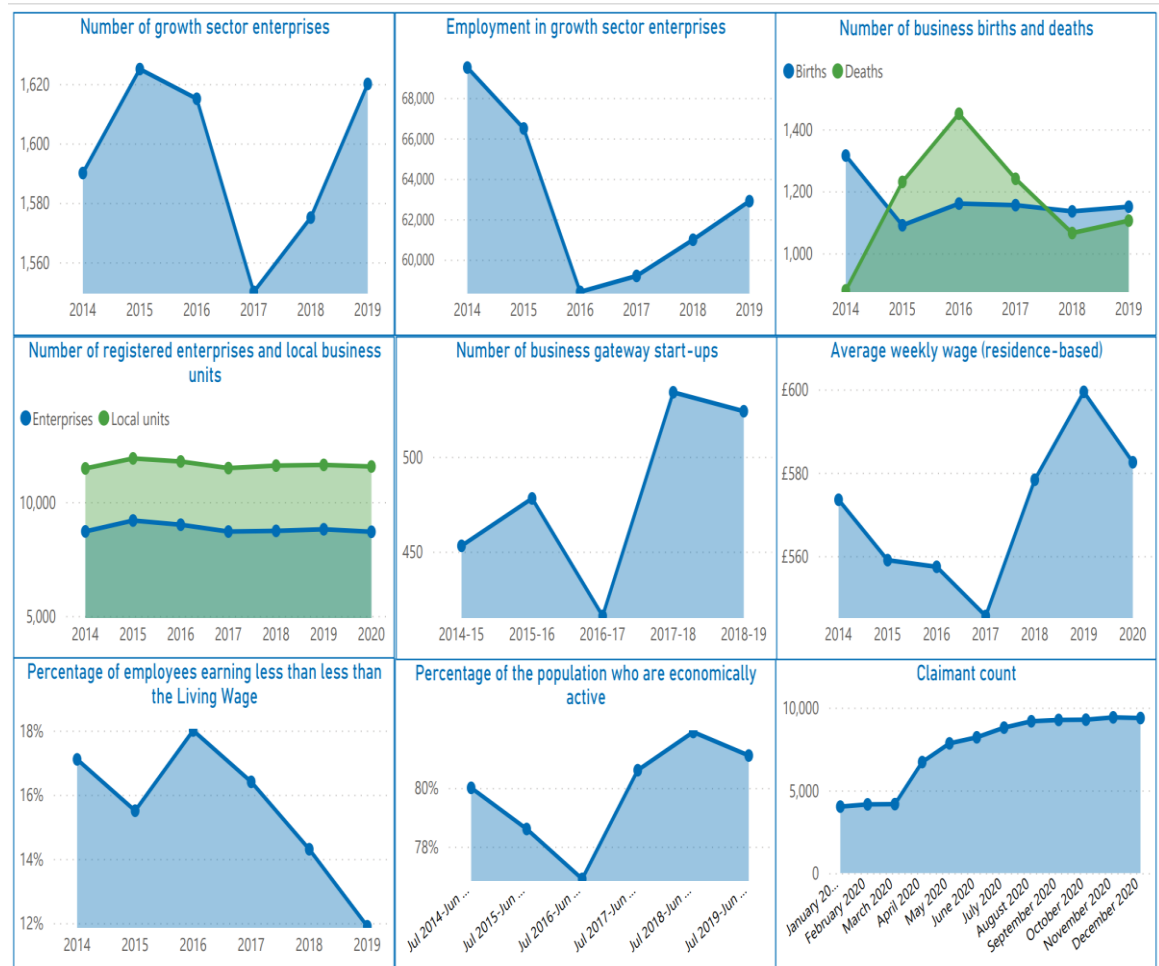 Number of growth sector enterprises
1,620
1,600
1,580
1,560
2014 2015 2016 2017 2018 2019
Employment in growth sector enterprises
68,000
66,000
64,000
62,000
60,000
2014 2015 2016 2017 2018 2019
Number of business births and deaths
Births Deaths
1,400
1,200
1,000
2014 2015 2016 2017 2018 2019
Number of registered enterprises and local business
units
Enterprises Local units
10,000
5,000
2014 2015 2016 2017 2018 2019 2020
Number of business gateway start-ups
500
450
2014-15 2015-16 2016-17 2017-18 2018-19
Average weekly wage (residence-based)
£600
£580
£560
2014 2015 2016 2017 2018 2019 2020
Percentage of employees earning less than less than
the Living Wage
18%
16%
14%
12%
2014 2015 2016 2017 2018 2019
Percentage of the population who are economically
active
80%
78%
Jul 2014-Jun ...
Jul 2015-Jun ...
Jul 2016-Jun ...
Jul 2017-Jun ...
Jul 2018-Jun ...
Jul 2019-Jun ...
Claimant count
10,000
5,000
0
January 20...
February 2020
March 2020
April 2020
May 2020
June 2020
July 2020
August 2020
September 2020
October 2020
November 2020
December 2020